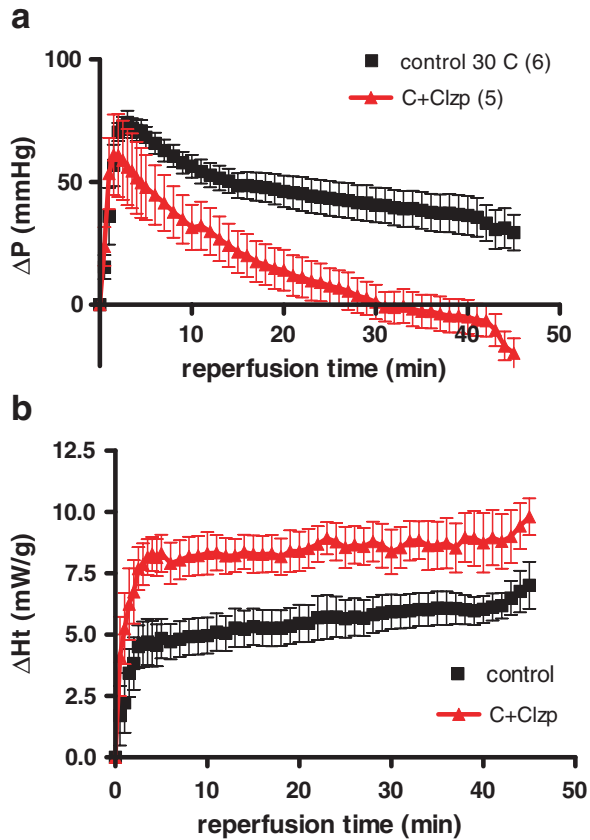 a
100
50
0
ΔP (mmHg)
control 30 C (6)
C+Clzp (5)
10
20
30
40
50
reperfusion time (min)
b
12.5
10.0
7.5
5.0
2.5
0.0
ΔHt (mW/g)
control
C+Clzp
0
10
20
30
40
50
reperfusion time (min)